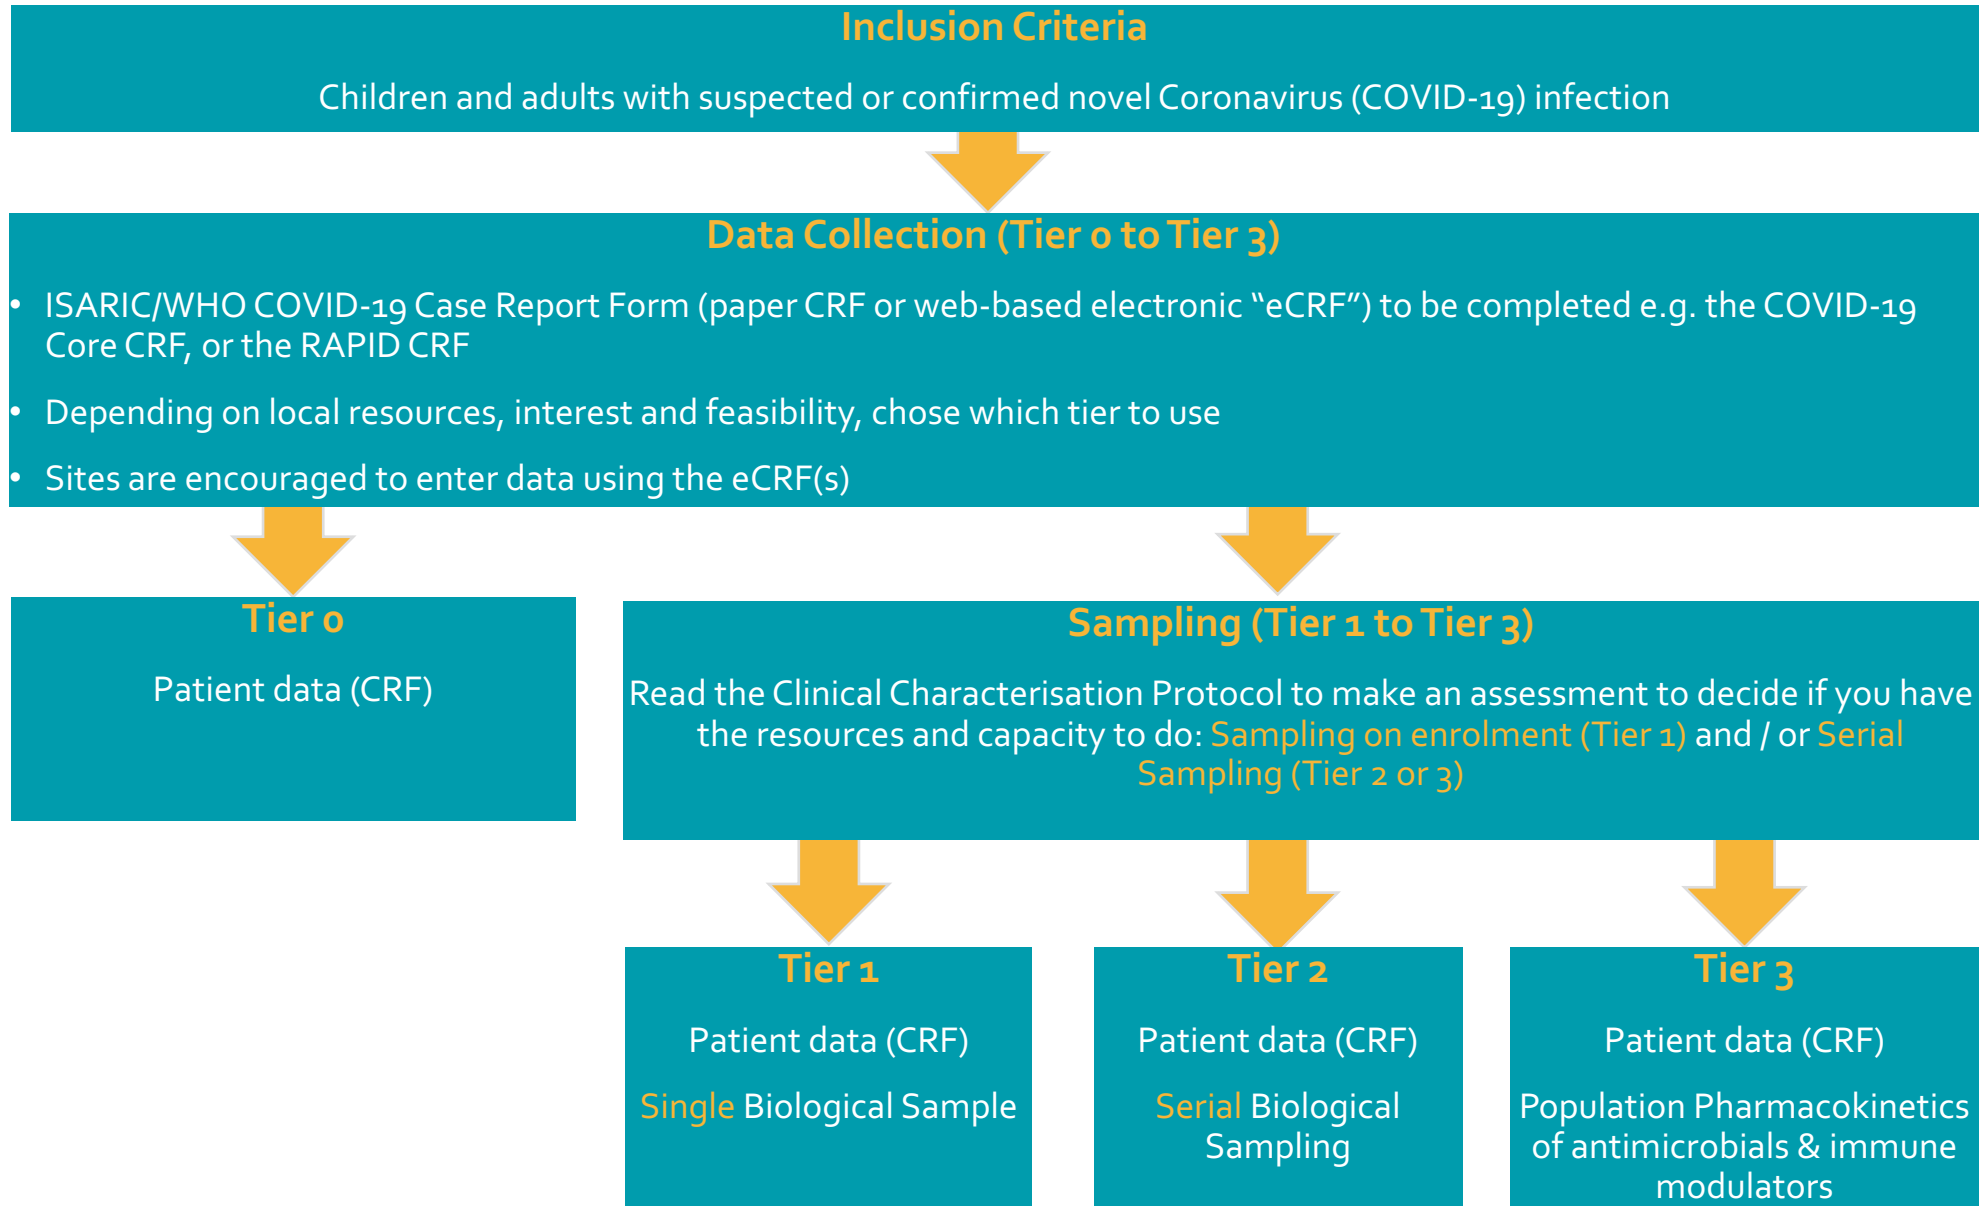 Inclusion Criteria
Children and adults with suspected or confirmed novel Coronavirus (COVID-19) infection
Data Collection (Tier 0 to Tier 3)
• ISARIC/WHO COVID-19 Case Report Form (paper CRF or web-based electronic “eCRF”) to be completed e.g. the COVID-19
Core CRF, or the RAPID CRF
• Depending on local resources, interest and feasibility, chose which tier to use
• Sites are encouraged to enter data using the eCRF(s)
Tier 0
Patient data (CRF)
Sampling (Tier 1 to Tier 3)
Read the Clinical Characterisation Protocol to make an assessment to decide if you have
the resources and capacity to do: Sampling on enrolment (Tier 1) and / or Serial
Sampling (Tier 2 or 3)
Tier 1
Patient data (CRF)
Single Biological Sample
Tier 2
Patient data (CRF)
Serial Biological
Sampling
Tier 3
Patient data (CRF)
Population Pharmacokinetics
of antimicrobials & immune
modulators